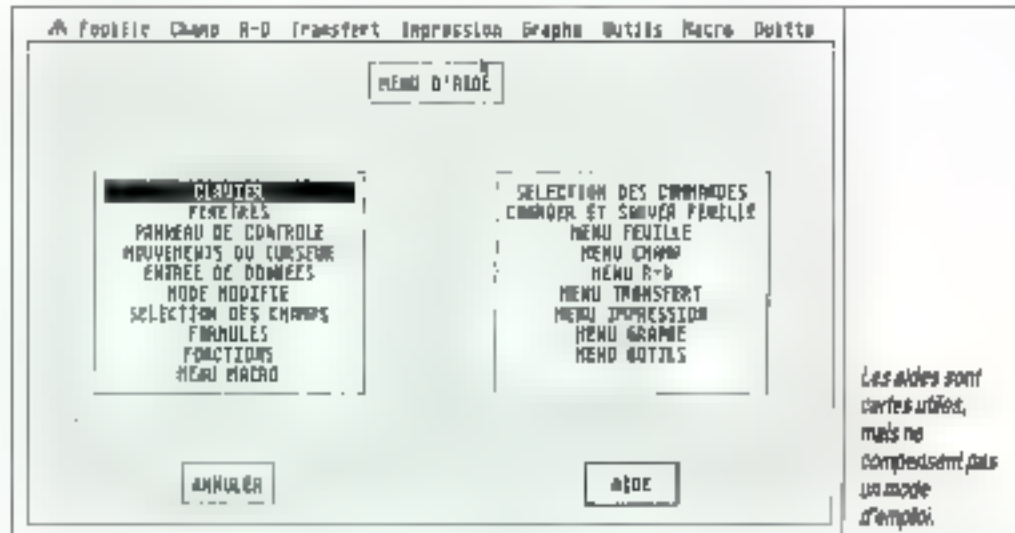 Feuille Champ R-D Transfert Impression Graphe Outils Macro
MENU D'AIDE
CLAVIER
FENETRES
PANNEAU DE CONTROLE
MOUVEMENTS DU CURSEUR
ENTREE DE DONNEES
MODE MODIFIE
SELECTION DES CHAMPS
FORMULES
FONCTIONS
MENU MACRO
SELECTION DES COMMANDES
CHARGER ET SAUVER FEUILLE
MENU FEUILLE
MENU CHAMP
MENU R-D
MENU TRANSFERT
MENU IMPRESSION
MENU GRAPHE
MENU OUTILS
ANNULER
AIDE
Les aides sont
certes utiles,
mais ne
compensent pas
un mode
d'emploi.